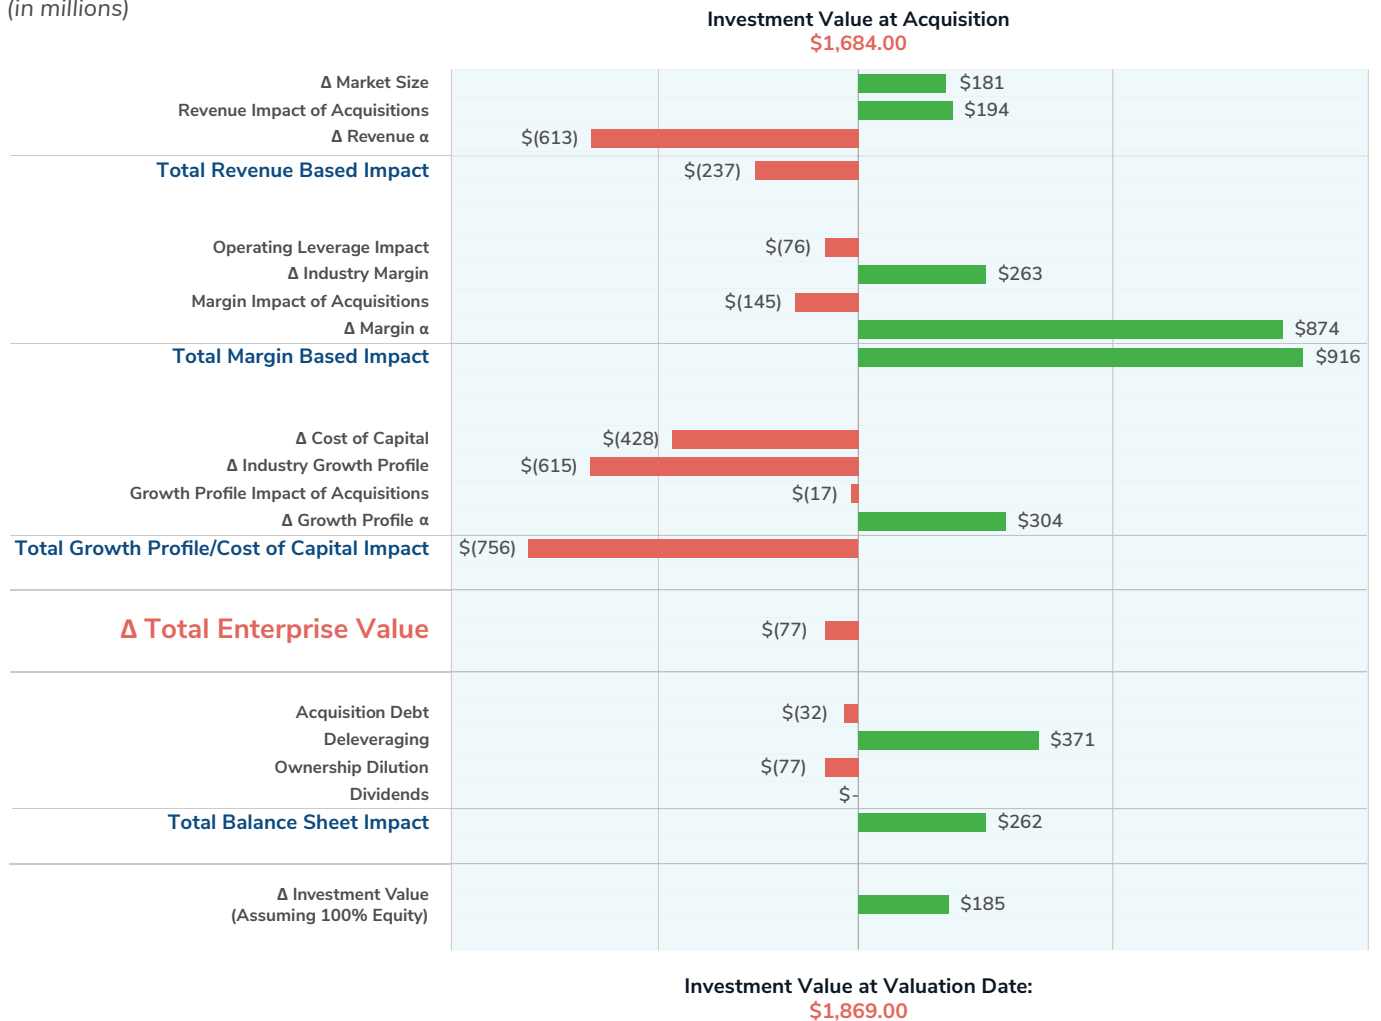 (in millions)
Investment Value at Acquisition
$1,684.00
Δ Market Size $181
Revenue Impact of Acquisitions $194
Δ Revenue α $(613)
Total Revenue Based Impact $(237)
Operating Leverage Impact $(76)
Δ Industry Margin $263
Margin Impact of Acquisitions $(145)
Δ Margin α $874
Total Margin Based Impact $916
Δ Cost of Capital $(428)
Δ Industry Growth Profile $(615)
Growth Profile Impact of Acquisitions $(17)
Δ Growth Profile α $304
Total Growth Profile/Cost of Capital Impact $(756)
Δ Total Enterprise Value $(77)
Acquisition Debt $(32)
Deleveraging $371
Ownership Dilution $(77)
Dividends $-
Total Balance Sheet Impact $262
Δ Investment Value
(Assuming 100% Equity) $185
Investment Value at Valuation Date:
$1,869.00